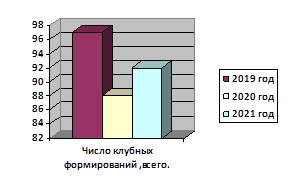 98
96
94
92
90
88
86
84
82
Число клубных
формирований ,всего.
2019 год
2020 год
2021 год